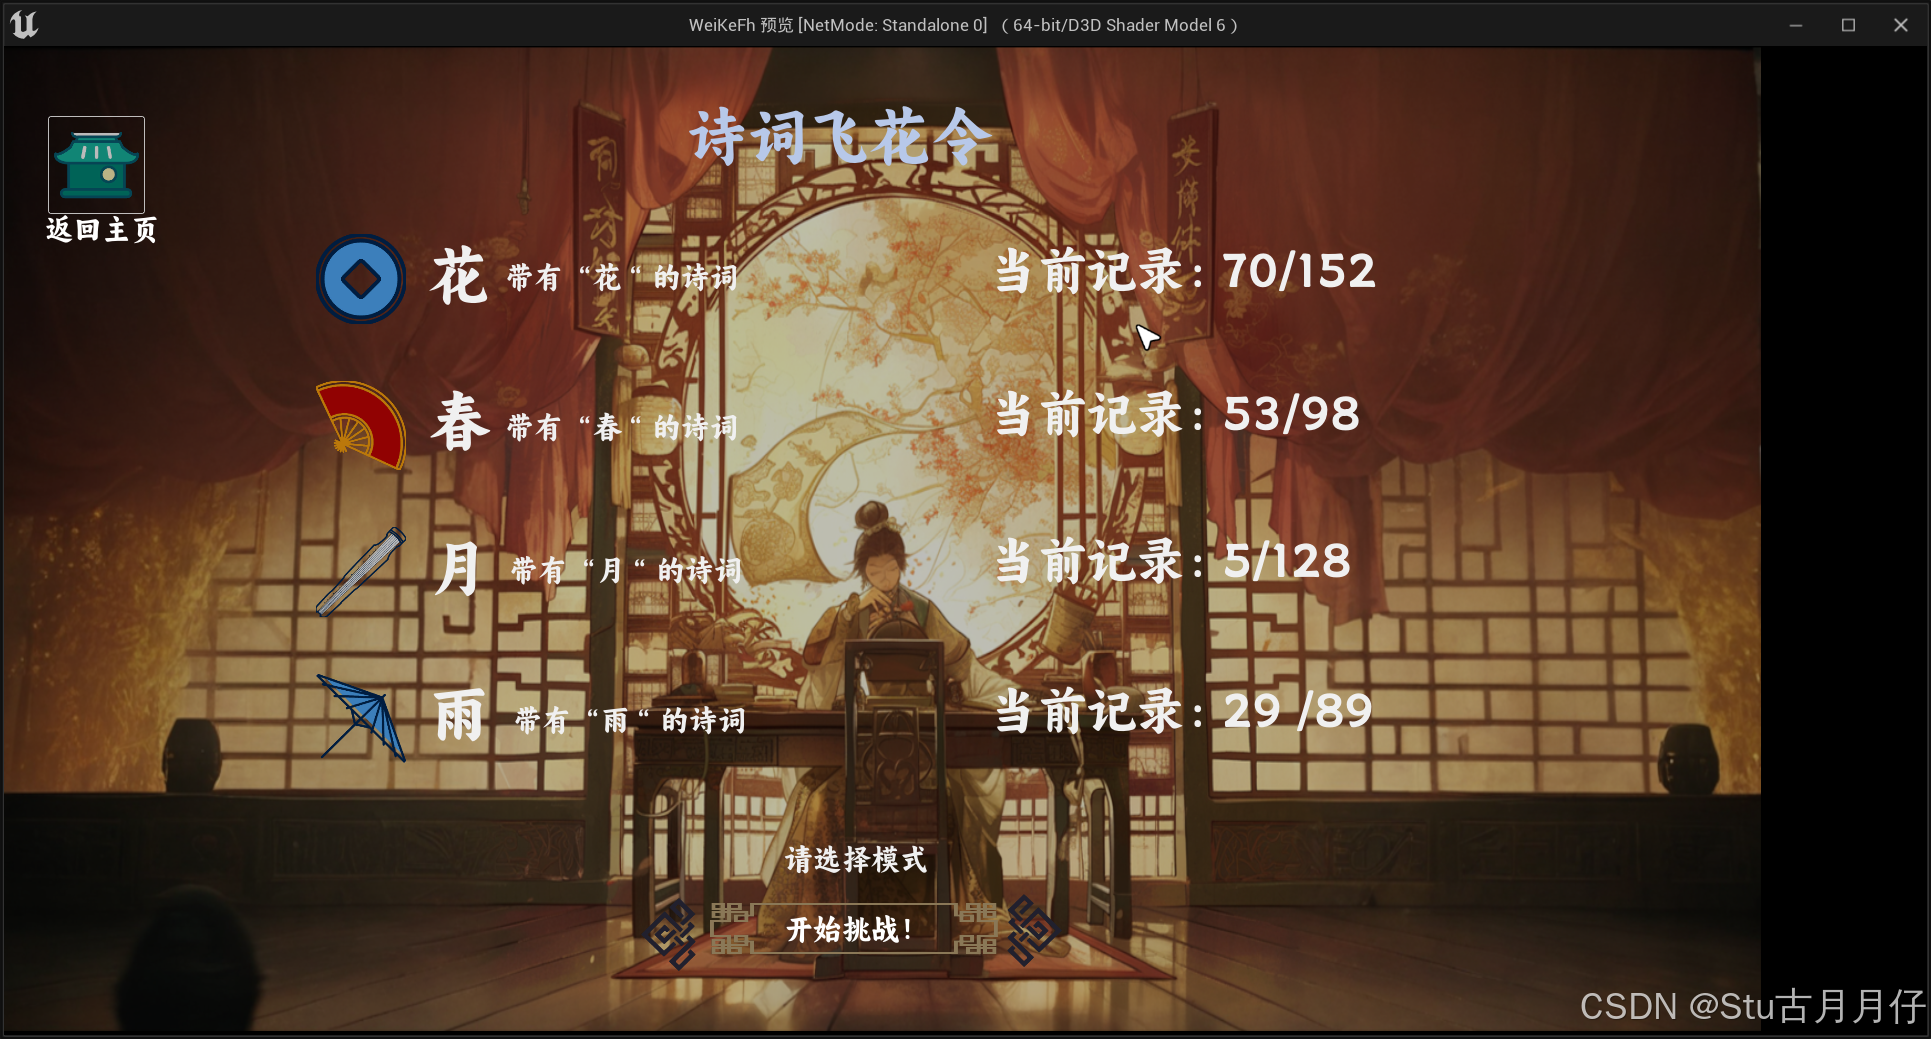 WeiKeFh 预览 [NetMode: Standalone 0] ( 64-bit/D3D Shader Model 6 )
诗词飞花令
返回主页
花 带有 “花“ 的诗词 当前记录: 70/152
春 带有 “春“ 的诗词 当前记录: 53/98
月 带有 “月“ 的诗词 当前记录: 5/128
雨 带有 “雨“ 的诗词 当前记录: 29 /89
请选择模式
开始挑战!
CSDN @Stu古月月仔